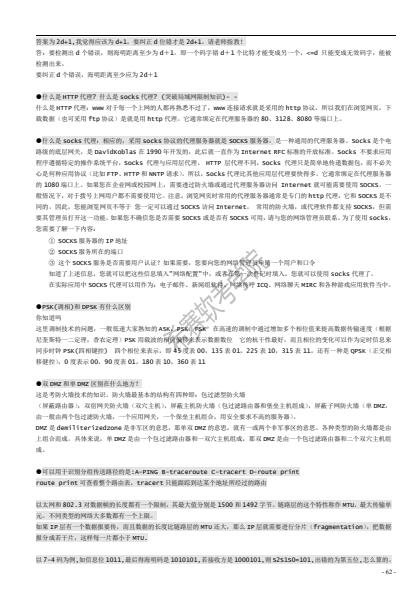 答案为 2d+1,我觉得应该为 d+1。要纠正 d 位错才是 2d+1。请老师指教!
答：要检测出 d 个错误，则海明距离至少为 d+1。即一个码字错 d+1 个比特才能变成另一个，<=d 只能变成无效码字，能被
检测出来。
要纠正 d 个错误，海明距离至少应为 2d+1
●什么是 HTTP 代理? 什么是 socks 代理? (突破局域网限制知识)- -
什么是 HTTP 代理：www 对于每一个上网的人都再熟悉不过了，www 连接请求就是采用的 http 协议，所以我们在浏览网页，下
载数据（也可采用 ftp 协议）是就是用 http 代理。它通常绑定在代理服务器的 80、3128、8080 等端口上。
●什么是 socks 代理：相应的，采用 socks 协议的代理服务器就是 SOCKS 服务器，是一种通用的代理服务器。Socks 是个电
路级的底层网关，是 DavidKoblas 在 1990 年开发的，此后就一直作为 Internet RFC 标准的开放标准。Socks 不要求应用
程序遵循特定的操作系统平台，Socks 代理与应用层代理、 HTTP 层代理不同，Socks 代理只是简单地传递数据包，而不必关
心是何种应用协议（比如 FTP、HTTP 和 NNTP 请求）。所以，Socks 代理比其他应用层代理要快得多。它通常绑定在代理服务器
的 1080 端口上。如果您在企业网或校园网上，需要透过防火墙或通过代理服务器访问 Internet 就可能需要使用 SOCKS。一
般情况下，对于拨号上网用户都不需要使用它。注意，浏览网页时常用的代理服务器通常是专门的 http 代理，它和 SOCKS 是不
同的。因此，您能浏览网页不等于 您一定可以通过 SOCKS 访问 Internet。 常用的防火墙，或代理软件都支持 SOCKS，但需
要其管理员打开这一功能。如果您不确信您是否需要 SOCKS 或是否有 SOCKS 可用，请与您的网络管理员联系。为了使用 socks，
您需要了解一下内容：
① SOCKS 服务器的 IP 地址
② SOCKS 服务所在的端口
③ 这个 SOCKS 服务是否需要用户认证？如果需要，您要向您的网络管理员申请一个用户和口令
知道了上述信息，您就可以把这些信息填入“网络配置”中，或者在第一次登记时填入，您就可以使用 socks 代理了。
在实际应用中 SOCKS 代理可以用作为：电子邮件、新闻组软件、网络传呼 ICQ、网络聊天 MIRC 和各种游戏应用软件当中。
●PSK(调相)和 DPSK 有什么区别
你知道吗
这里调制技术的问题，一般低速大家熟知的 ASK、FSK、PSK 在高速的调制中通过增加多个相位值来提高数据传输速度（根据
尼奎斯特一二定理，香农定理）PSK 用载波的相位偏移来表示数据数位 它的抗干性最好，而且相位的变化可以作为定时信息来
同步时钟 PSK(四相键控) 四个相位来表示，即 45 度表 00、135 表 01、225 表 10、315 表 11。还有一种是 QPSK（正交相
移键控），0 度表示 00、90 度表 01、180 表 10、360 表 11
●双 DMZ 和单 DMZ 区别在什么地方?
这是考防火墙技术的知识。防火墙最基本的结构有四种即：包过滤型防火墙
（屏蔽路由器），双宿网关防火墙（双穴主机），屏蔽主机防火墙（包过滤路由器和堡垒主机组成），屏蔽子网防火墙（单 DMZ，
由一般由两个包过滤防火墙，一个应用网关，一个保垒主机组合。用安全要求不高的服务器）。
DMZ 是 demiliterizedzone 是非军区的意思，那单双 DMZ 的意思。就有一或两个非军事区的意思。各种类型的防火墙都是由
上组合而成。具体来说，单 DMZ 是由一个包过滤路由器和一双穴主机组成。那双 DMZ 是由一个包过滤路由器和二个双穴主机组
成。
●可以用于识别分组传送路径的是:A-PING B-traceroute C-tracert D-route print
route print 可查看整个路由表，tracert 只能跟踪到达某个地址所经过的路由
以太网和 802.3 对数据帧的长度都有一个限制，其最大值分别是 1500 和 1492 字节。链路层的这个特性称作 MTU，最大传输单
元。不同类型的网络大多数都有一个上限。
如果 IP 层有一个数据报要传，而且数据的长度比链路层的 MTU 还大，那么 IP 层就需要进行分片（fragmentation），把数据
报分成若干片，这样每一片都小于 MTU。
以 7-4 码为例，如信息位 1011，最后得海明码是 1010101，若接收方是 1000101，则 s2s1s0=101，出错的为第五位，怎么算的。
- 62 -